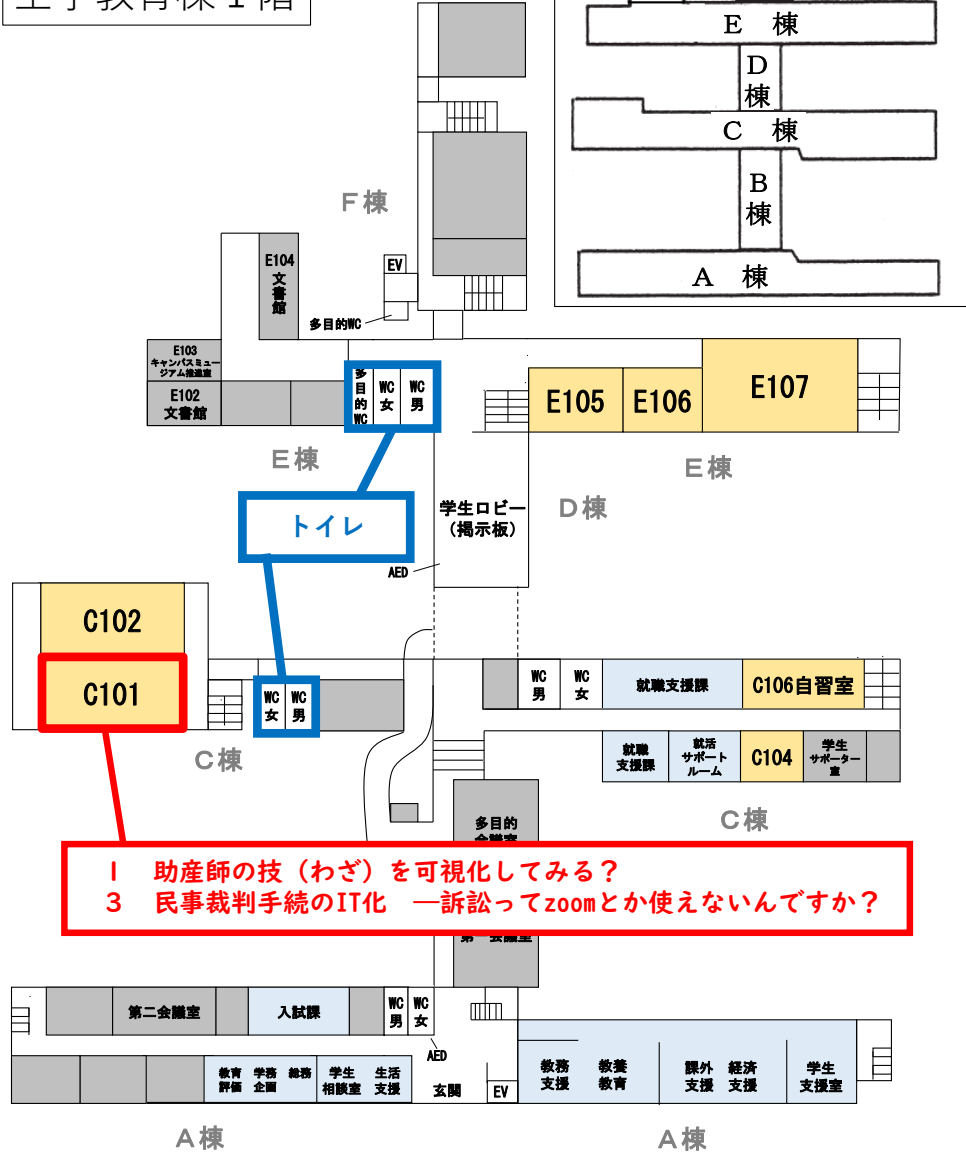 全学教育棟１階
E 棟
D
棟
C 棟
B
棟
A 棟
F棟
E104
文
書
館
EV
多目的WC
E103
キャンパスミュー
ジアム推進室
E102
文書館
多
目
的
WC
WC
女
WC
男
E105
E106
E107
E棟
E棟
トイレ
学生ロビー
（掲示板）
D棟
AED
C102
C101
WC
女
WC
男
WC
男
WC
女
就職支援課
C106自習室
C棟
就職
支援課
就活
サポート
ルーム
C104
学生
サポーター
室
C棟
多目的
1 助産師の技（わざ）を可視化してみる？
3 民事裁判手続のIT化 ―訴訟ってzoomとか使えないんですか？
第二会議室
入試課
WC
男
WC
女
AED
教育
評価
学務
企画
総務
学生
相談室
生活
支援
玄関
EV
教務
支援
教養
教育
課外
支援
経済
支援
学生
支援室
A棟
A棟